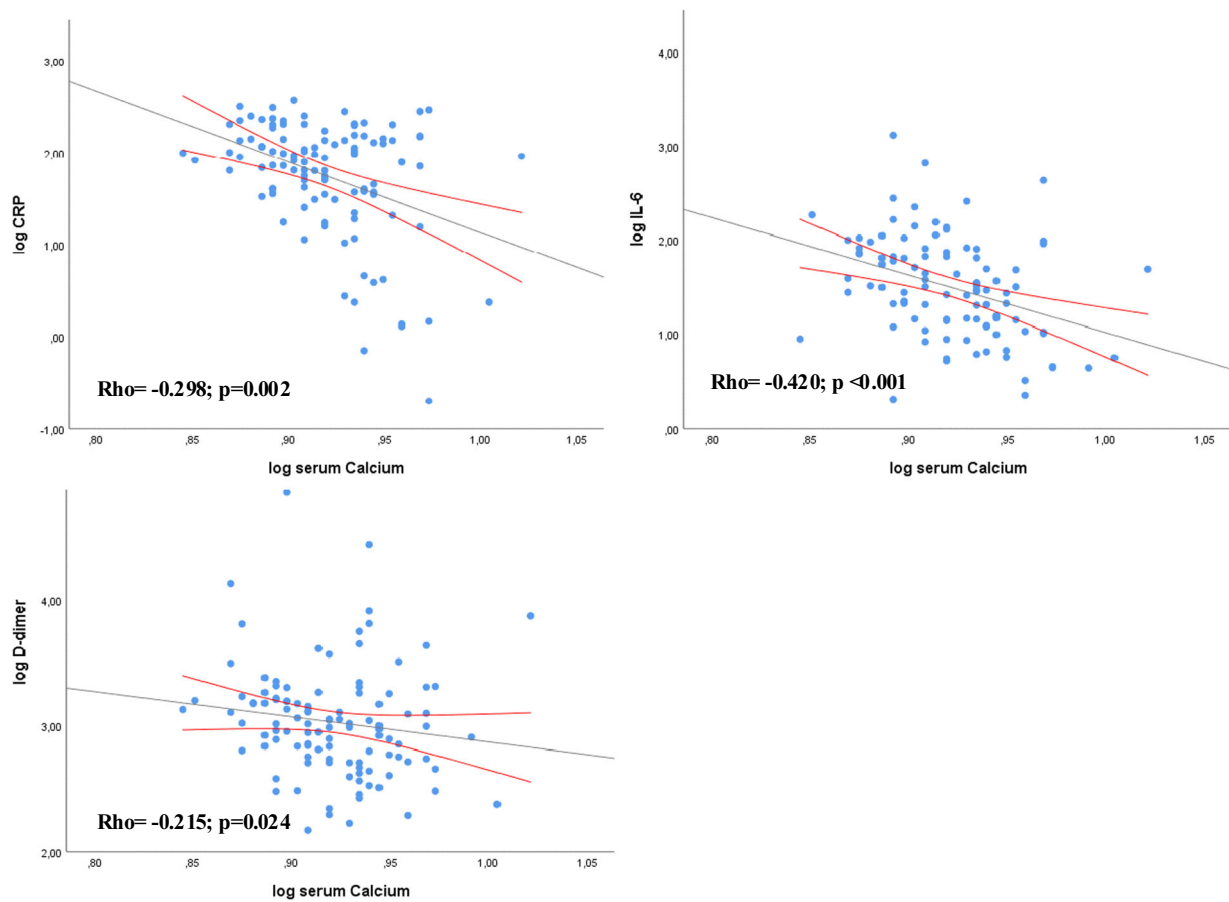 3,00
2,00
1,00
,00
-1,00
log CRP
Rho= -0.298; p=0.002
,80 ,85 ,90 ,95 1,00 1,05
log serum Calcium
4,00
3,00
2,00
1,00
,00
log IL-6
Rho= -0.420; p <0.001
,80 ,85 ,90 ,95 1,00 1,05
log serum Calcium
4,00
3,00
2,00
log D-dimer
Rho= -0.215; p=0.024
,80 ,85 ,90 ,95 1,00 1,05
log serum Calcium